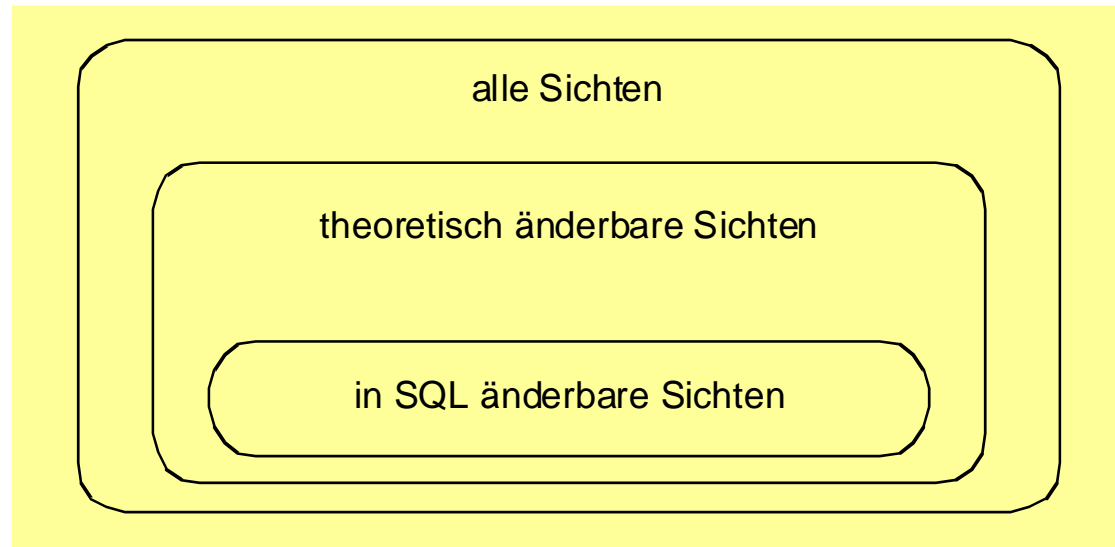 alle Sichten
theoretisch änderbare Sichten
in SQL änderbare Sichten